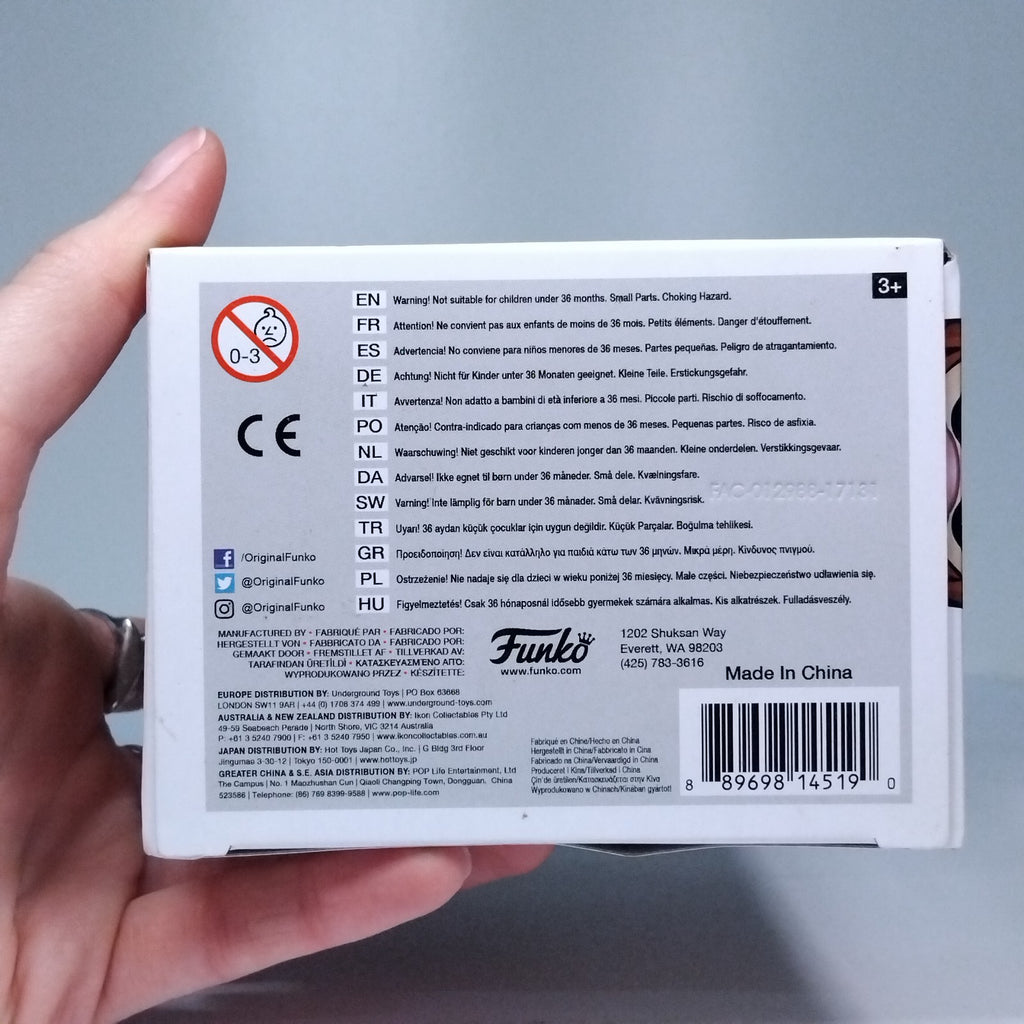 3+
0-3
CE
EN Warning! Not suitable for children under 36 months. Small Parts. Choking Hazard.
FR Attention! Ne convient pas aux enfants de moins de 36 mois. Petits éléments. Danger d'étouffement.
ES Advertencia! No conviene para niños menores de 36 meses. Partes pequeñas. Peligro de atragantamiento.
DE Achtung! Nicht für Kinder unter 36 Monaten geeignet. Kleine Teile. Erstickungsgefahr.
IT Avvertenza! Non adatto a bambini di età inferiore a 36 mesi. Piccole parti. Rischio di soffocamento.
PO Atenção! Contra-indicado para crianças com menos de 36 meses. Pequenas partes. Risco de asfixia.
NL Waarschuwing! Niet geschikt voor kinderen jonger dan 36 maanden. Kleine onderdelen. Verstikkingsgevaar.
DA Advarsel! Ikke egnet til børn under 36 måneder. Små dele. Kvælningsfare.
SW Varning! Inte lämplig för barn under 36 månader. Små delar. Kvävningsrisk.
FAC-012988-17131
TR Uyarı! 36 aydan küçük çocuklar için uygun değildir. Küçük Parçalar. Boğulma tehlikesi.
GR Προειδοποίηση! Δεν είναι κατάλληλο για παιδιά κάτω των 36 μηνών. Μικρά μέρη. Κίνδυνος πνιγμού.
PL Ostrzeżenie! Nie nadaje się dla dzieci w wieku poniżej 36 miesięcy. Małe części. Niebezpieczeństwo udławienia się.
HU Figyelmeztetés! Csak 36 hónaposnál idősebb gyermekek számára alkalmas. Kis alkatrészek. Fulladásveszély.
/OriginalFunko
@OriginalFunko
@OriginalFunko
MANUFACTURED BY • FABRIQUÉ PAR • FABRICADO POR:
HERGESTELLT VON • FABBRICATO DA • FABRICADO POR:
GEMAAKT DOOR • FREMSTILLET AF • TILLVERKAD AV:
TARAFINDAN ÜRETİLDİ • ΚΑΤΑΣΚΕΥΑΖΜΕΝΟ ΑΠΟ:
WYPRODUKOWANO PRZEZ • KÉSZÍTETTE:
Funko
www.funko.com
1202 Shuksan Way
Everett, WA 98203
(425) 783-3616
Made In China
EUROPE DISTRIBUTION BY: Underground Toys | PO Box 63668
LONDON SW11 9AR | +44 (0) 1708 374 499 | www.underground-toys.com
AUSTRALIA & NEW ZEALAND DISTRIBUTION BY: Ikon Collectables Pty Ltd
49-59 Seabeach Parade | North Shore, VIC 3214 Australia
P: +61 3 5240 7900 | F: +61 3 5240 7950 | www.ikoncollectables.com.au
JAPAN DISTRIBUTION BY: Hot Toys Japan Co., Inc. | G Bldg 3rd Floor
Jingumae 3-30-12 | Tokyo 150-0001 | www.hottoys.jp
GREATER CHINA & S.E. ASIA DISTRIBUTION BY: POP Life Entertainment, Ltd
The Campus | No. 1 Maozhushan Cun | Qiaoli Changping Town, Dongguan, China
523586 | Telephone: (86) 769 8399-9588 | www.pop-life.com
Fabriqué en Chine/Hecho en China
Hergestellt in China/Fabbricato in Cina
Fabricado na China/Vervaardigd in China
Produceret i Kina/Tillverkad i China
Çin'de üretilen/Κατασκευάζεται στην Κίνα
Wyprodukowano w Chinach/Kínában gyártott
8 89698 14519 0